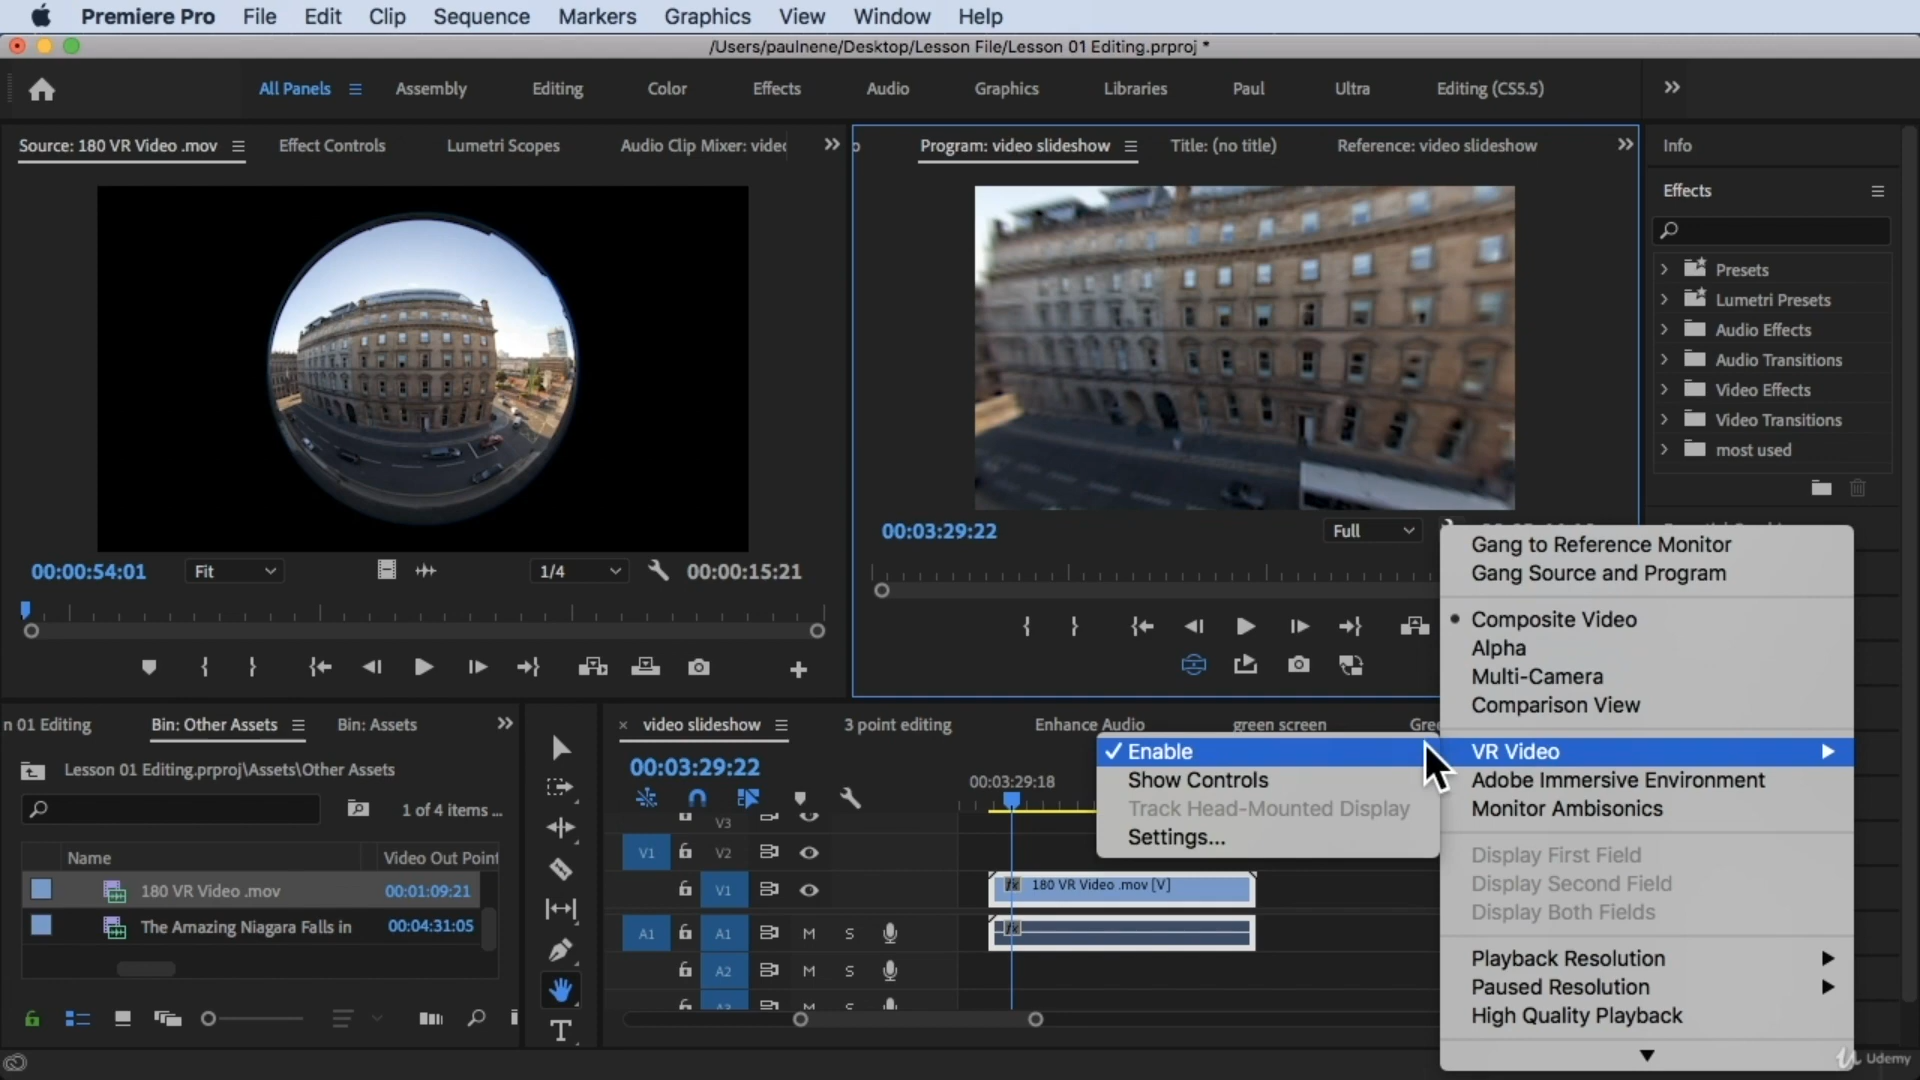 Premiere Pro File Edit Clip Sequence Markers Graphics View Window Help
/Users/paulnene/Desktop/Lesson File/Lesson 01 Editing.prproj *
All Panels Assembly Editing Color Effects Audio Graphics Libraries Paul Ultra Editing (CS5.5)
Source: 180 VR Video .mov Effect Controls Lumetri Scopes Audio Clip Mixer: video
Program: video slideshow Title: (no title) Reference: video slideshow
Info
Effects
Presets
Lumetri Presets
Audio Effects
Audio Transitions
Video Effects
Video Transitions
most used
00:00:54:01 Fit 1/4 00:00:15:21
00:03:29:22 Full
Gang to Reference Monitor
Gang Source and Program
Composite Video
Alpha
Multi-Camera
Comparison View
VR Video
Adobe Immersive Environment
Monitor Ambisonics
Display First Field
Display Second Field
Display Both Fields
Playback Resolution
Paused Resolution
High Quality Playback
Enable
Show Controls
Track Head-Mounted Display
Settings...
n 01 Editing Bin: Other Assets Bin: Assets
Lesson 01 Editing.prproj\Assets\Other Assets
1 of 4 items ...
Name Video Out Point
180 VR Video .mov 00:01:09:21
The Amazing Niagara Falls in 00:04:31:05
× video slideshow 3 point editing Enhance Audio green screen Gree
00:03:29:22
00:03:29:18
V3
V1 V2
V1 180 VR Video .mov [V]
fx
A1 A1 M S
fx
A2 M S
T
Udemy